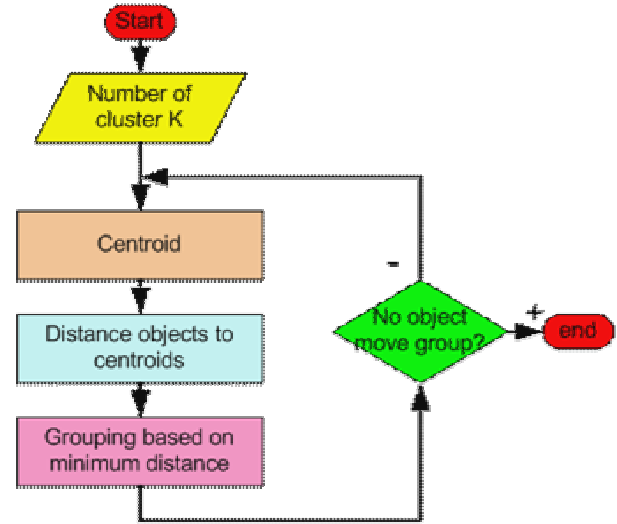 Start
Number of
cluster K
Centroid
Distance objects to
centroids
Grouping based on
minimum distance
-
No object
move group?
+
end